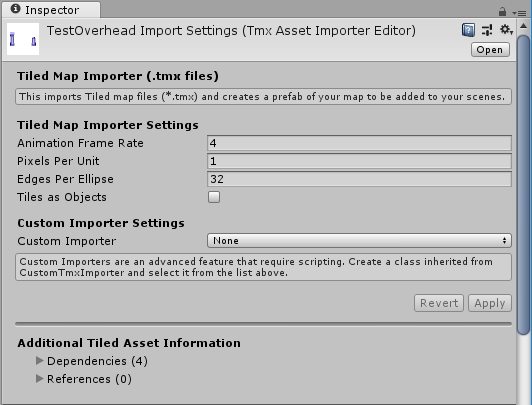 Inspector
TestOverhead Import Settings (Tmx Asset Importer Editor)
Open
Tiled Map Importer (.tmx files)
This imports Tiled map files (*.tmx) and creates a prefab of your map to be added to your scenes.
Tiled Map Importer Settings
Animation Frame Rate 4
Pixels Per Unit 1
Edges Per Ellipse 32
Tiles as Objects
Custom Importer Settings
Custom Importer None
Custom Importers are an advanced feature that require scripting. Create a class inherited from
CustomTmxImporter and select it from the list above.
Revert Apply
Additional Tiled Asset Information
Dependencies (4)
References (0)